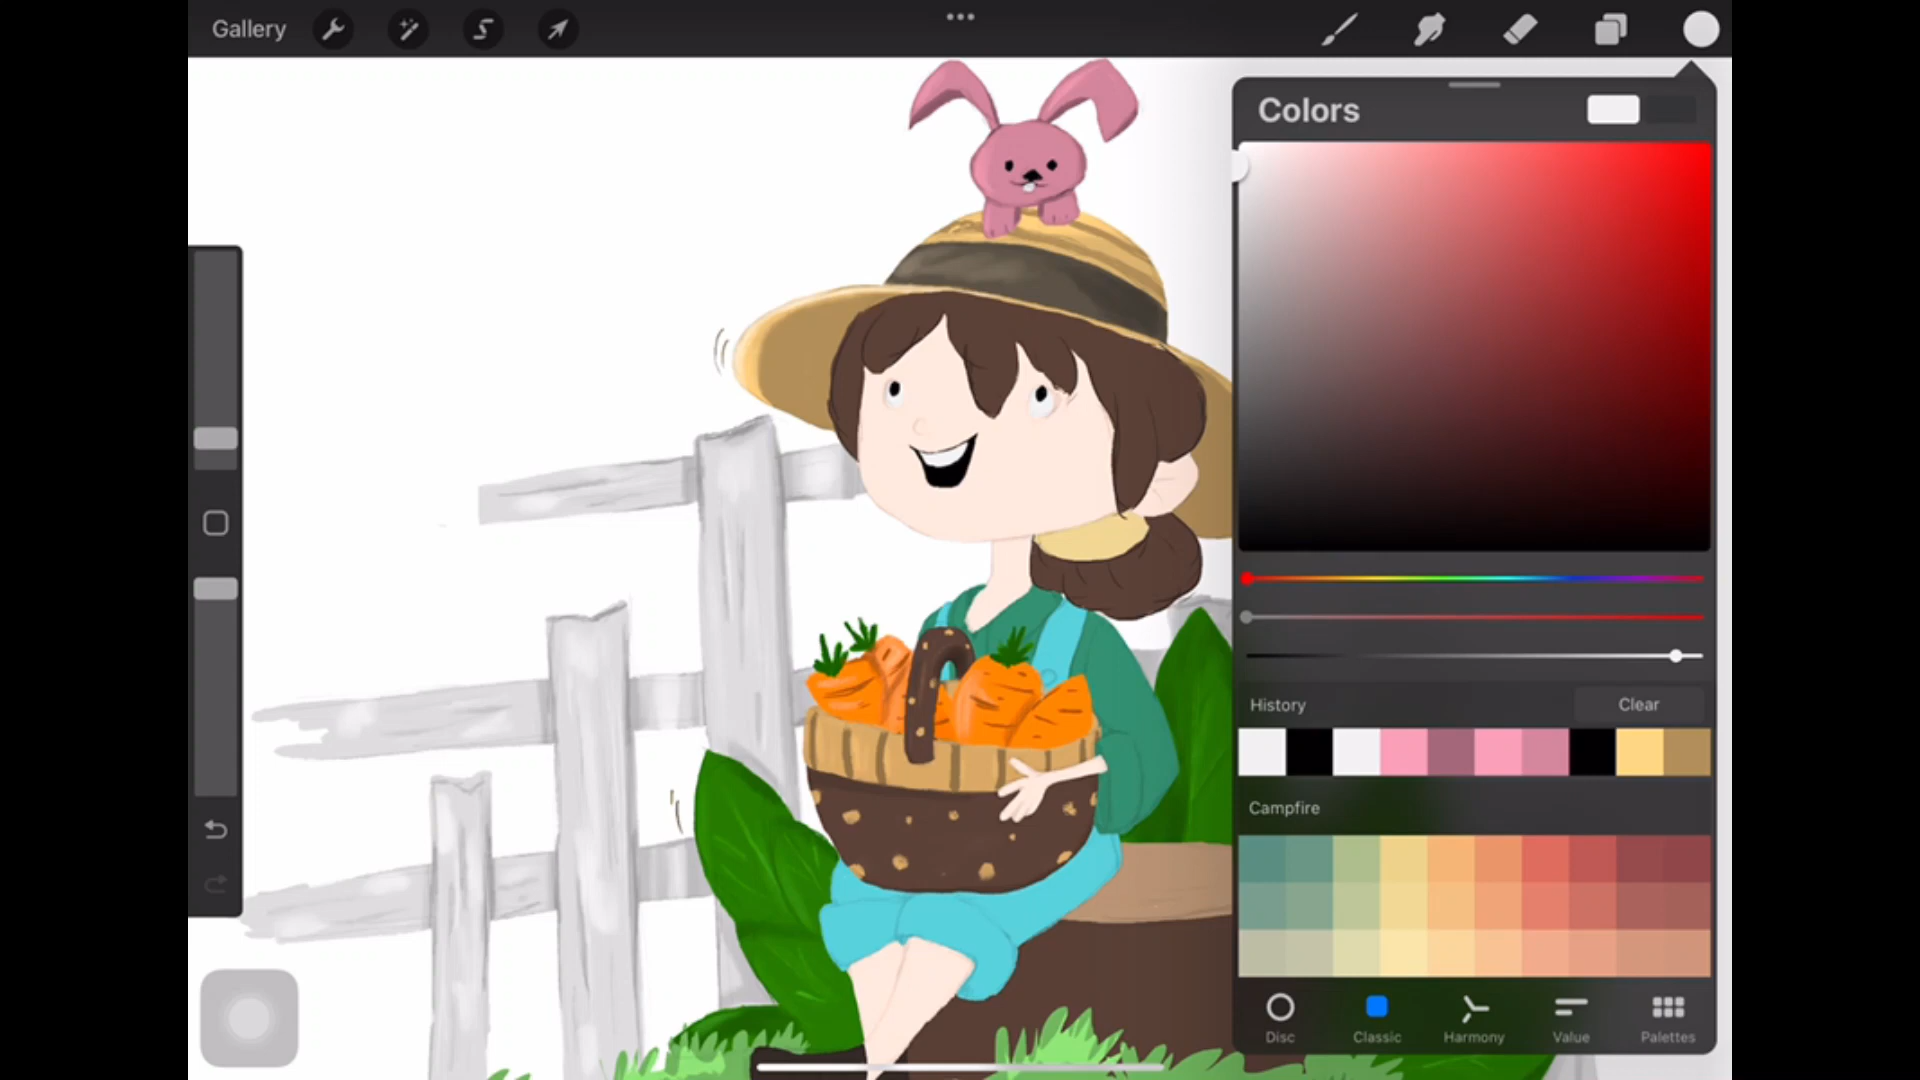 Gallery
Colors
History
Clear
Campfire
Disc
Classic
Harmony
Value
Palettes